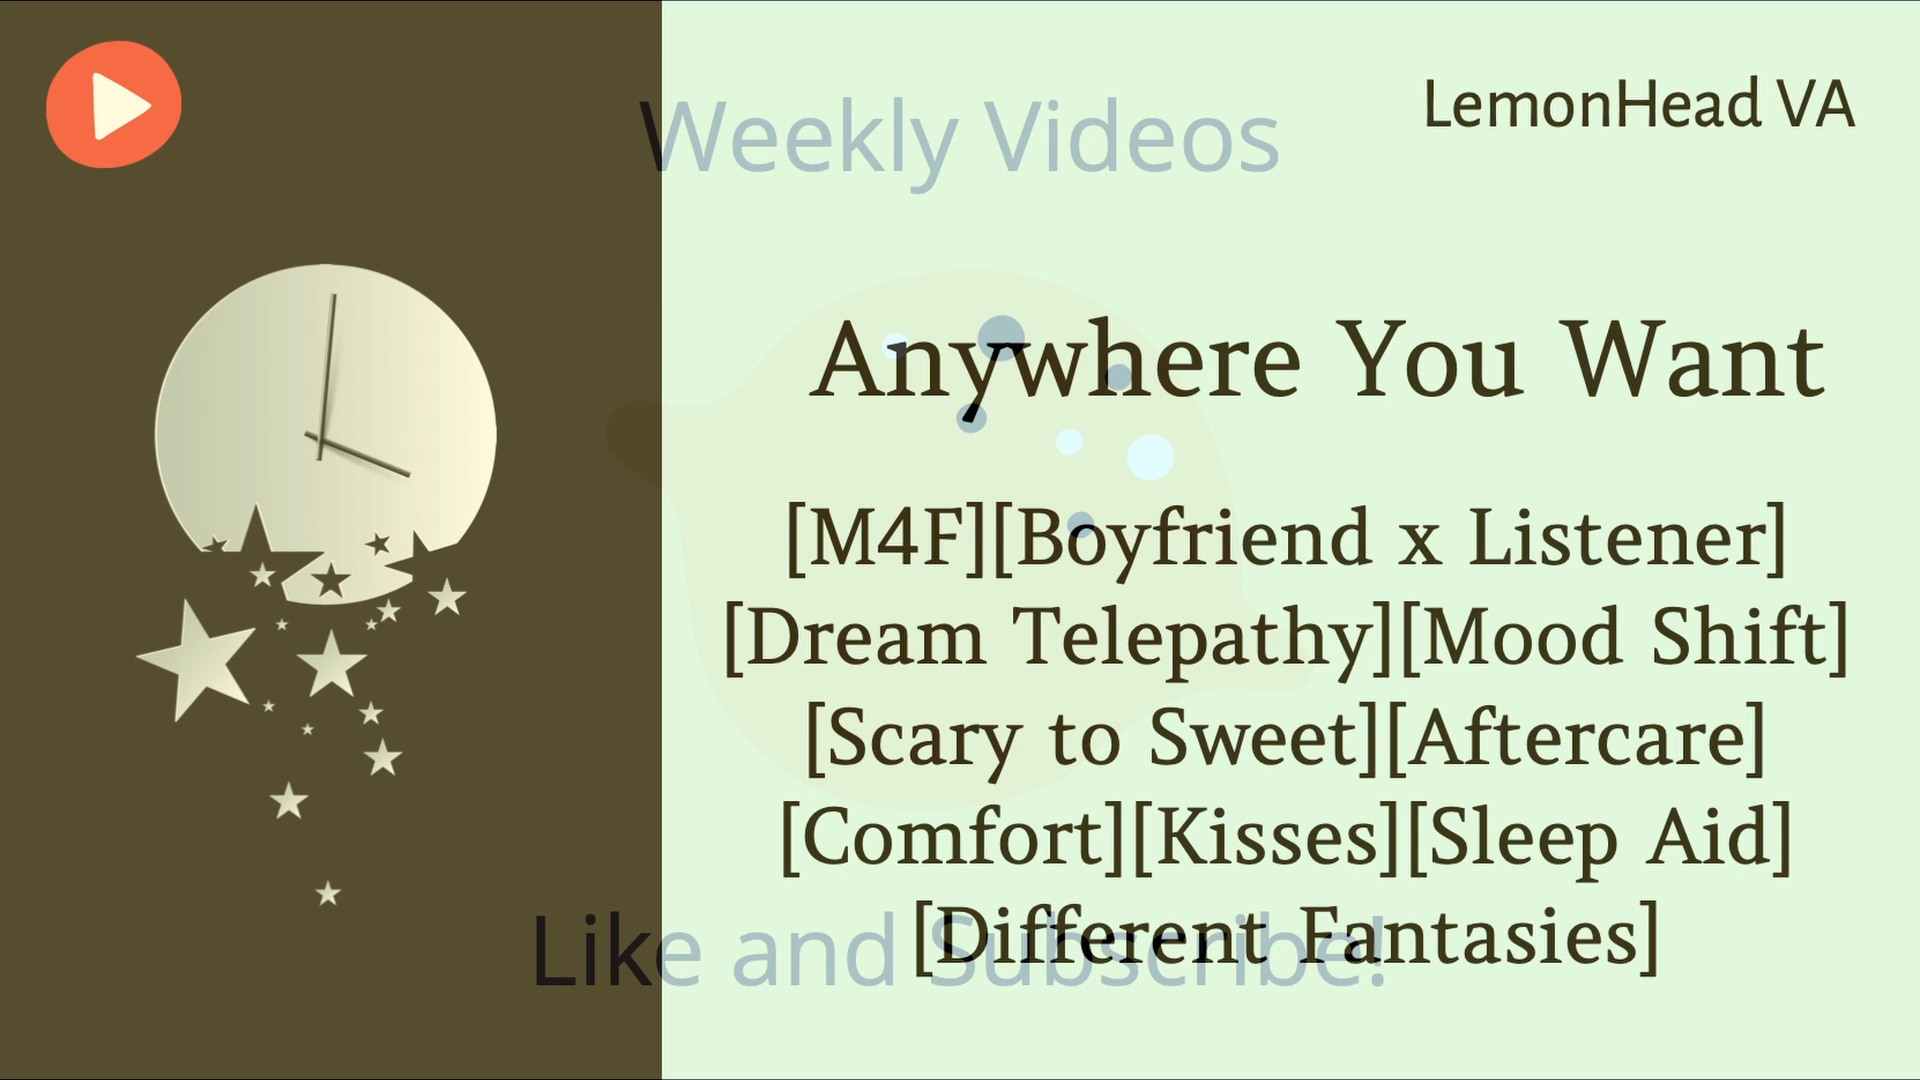 LemonHead VA
Weekly Videos
Anywhere You Want
[M4F][Boyfriend x Listener]
[Dream Telepathy][Mood Shift]
[Scary to Sweet][Aftercare]
[Comfort][Kisses][Sleep Aid]
[Different Fantasies]
Like and Subscribe!